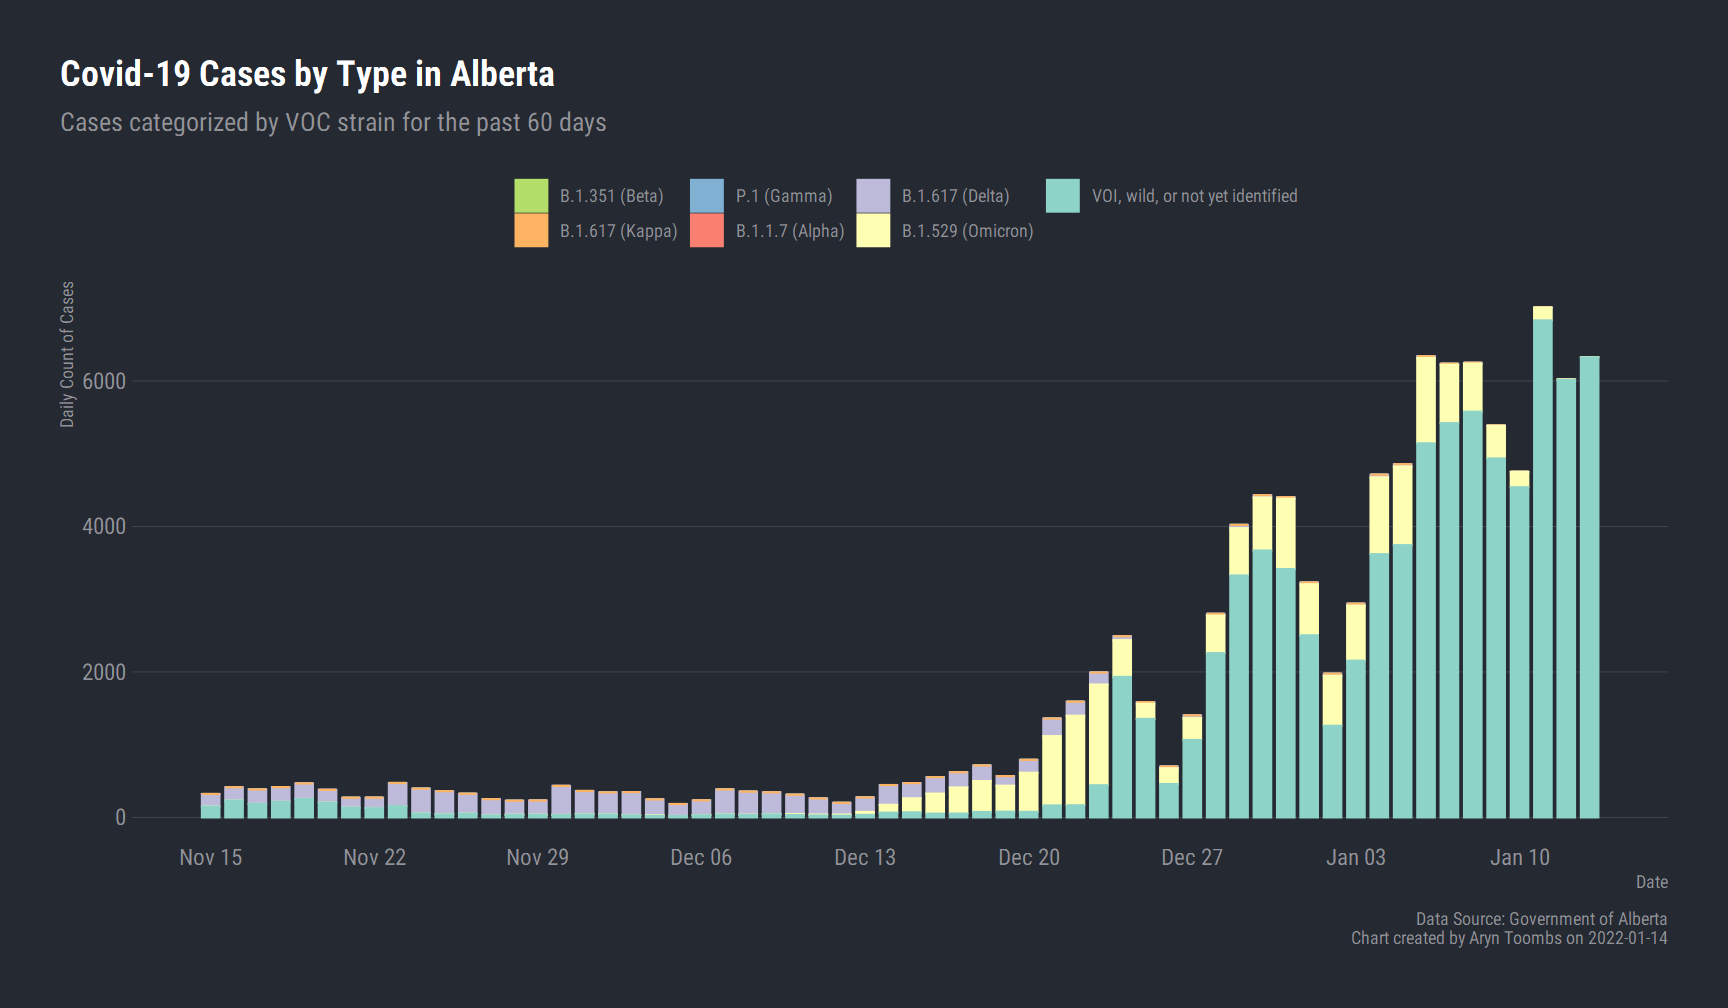 Covid-19 Cases by Type in Alberta
Cases categorized by VOC strain for the past 60 days
B.1.351 (Beta) P.1 (Gamma) B.1.617 (Delta) VOI, wild, or not yet identified
B.1.617 (Kappa) B.1.1.7 (Alpha) B.1.529 (Omicron)
Daily Count of Cases
6000
4000
2000
0
Nov 15 Nov 22 Nov 29 Dec 06 Dec 13 Dec 20 Dec 27 Jan 03 Jan 10
Date
Data Source: Government of Alberta
Chart created by Aryn Toombs on 2022-01-14